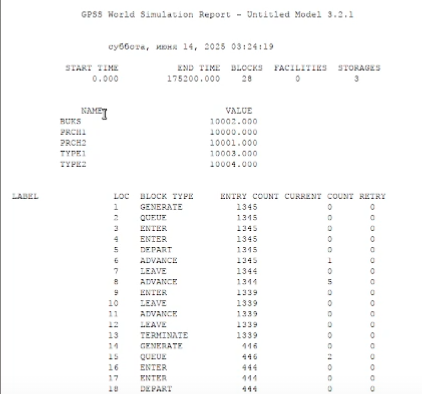 GPSS World Simulation Report - Untitled Model 3.2.1
суббота, июня 14, 2025 03:24:19
START TIME END TIME BLOCKS FACILITIES STORAGES
0.000 175200.000 28 0 3
NAME VALUE
BUKS 10002.000
PRCH1 10000.000
PRCH2 10001.000
TYPE1 10003.000
TYPE2 10004.000
LABEL LOC BLOCK TYPE ENTRY COUNT CURRENT COUNT RETRY
1 GENERATE 1345 0 0
2 QUEUE 1345 0 0
3 ENTER 1345 0 0
4 ENTER 1345 0 0
5 DEPART 1345 0 0
6 ADVANCE 1345 1 0
7 LEAVE 1344 0 0
8 ADVANCE 1344 5 0
9 ENTER 1339 0 0
10 LEAVE 1339 0 0
11 ADVANCE 1339 0 0
12 LEAVE 1339 0 0
13 TERMINATE 1339 0 0
14 GENERATE 446 0 0
15 QUEUE 446 2 0
16 ENTER 444 0 0
17 ENTER 444 0 0
18 DEPART 444 0 0